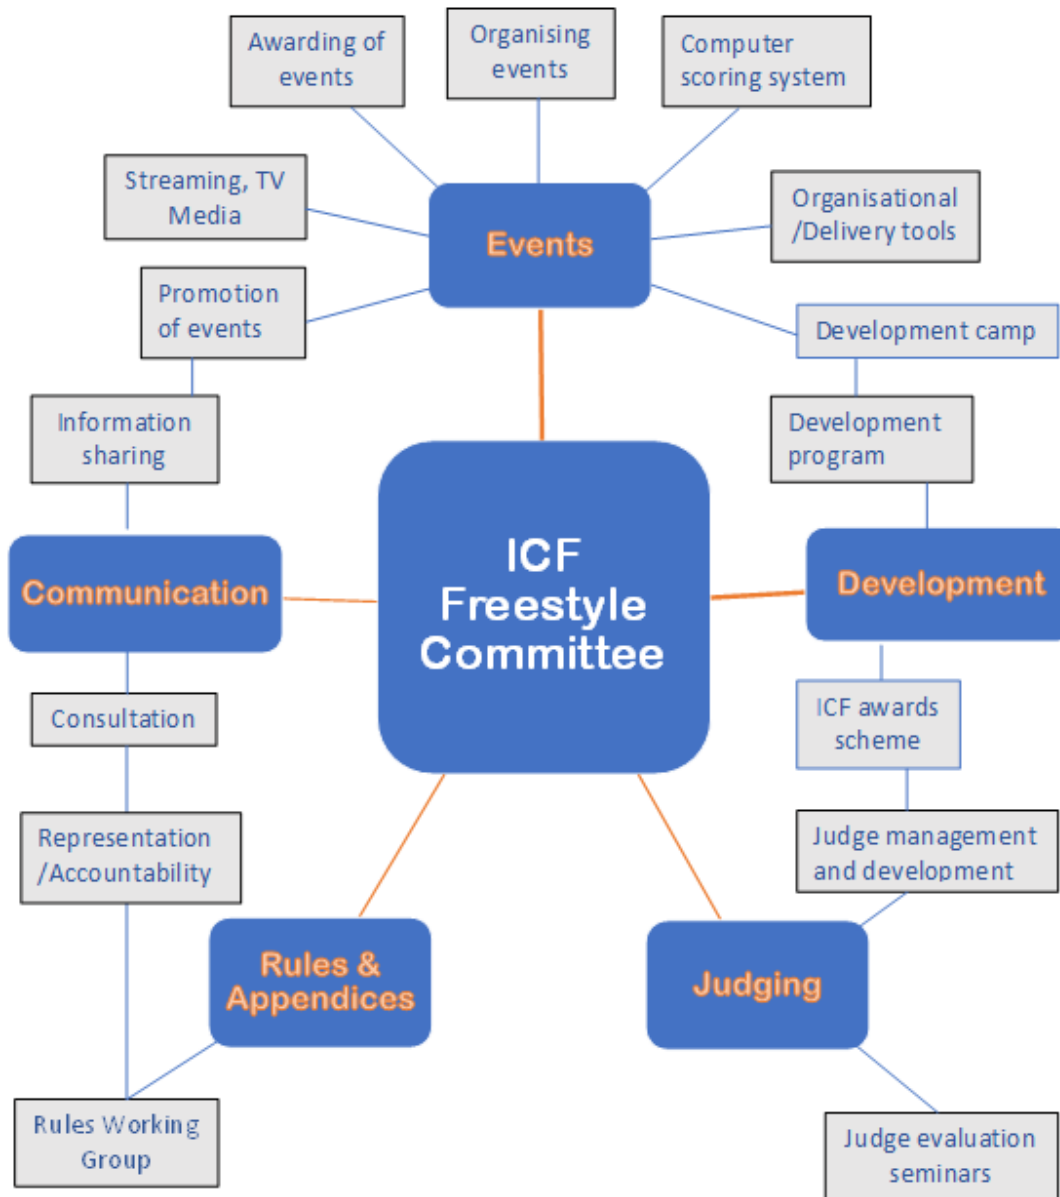 Awarding of
events
Organising
events
Computer
scoring system
Streaming, TV
Media
Events
Organisational
/Delivery tools
Promotion
of events
Development camp
Information
sharing
Development
program
ICF
Freestyle
Committee
Communication
Development
Consultation
ICF awards
scheme
Representation
/Accountability
Judge management
and development
Rules &
Appendices
Judging
Rules Working
Group
Judge evaluation
seminars